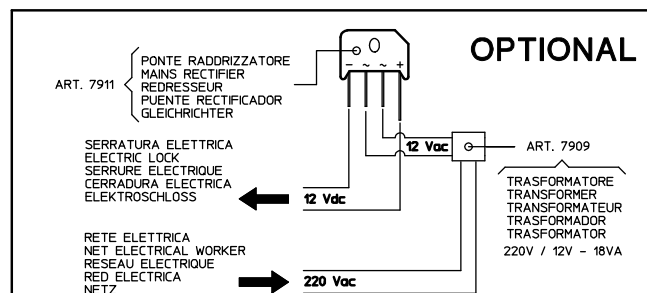 OPTIONAL
ART. 7911
PONTE RADDRIZZATORE
MAINS RECTIFIER
REDRESSEUR
PUENTE RECTIFICADOR
GLEICHRICHTER
- ~ ~ +
SERRATURA ELETTRICA
ELECTRIC LOCK
SERRURE ELECTRIQUE
CERRADURA ELECTRICA
ELEKTROSCHLOSS
12 Vac
12 Vdc
ART. 7909
TRASFORMATORE
TRANSFORMER
TRANSFORMATEUR
TRASFORMADOR
TRASFORMATOR
220V / 12V - 18VA
RETE ELETTRICA
NET ELECTRICAL WORKER
RESEAU ELECTRIQUE
RED ELECTRICA
NETZ
220 Vac